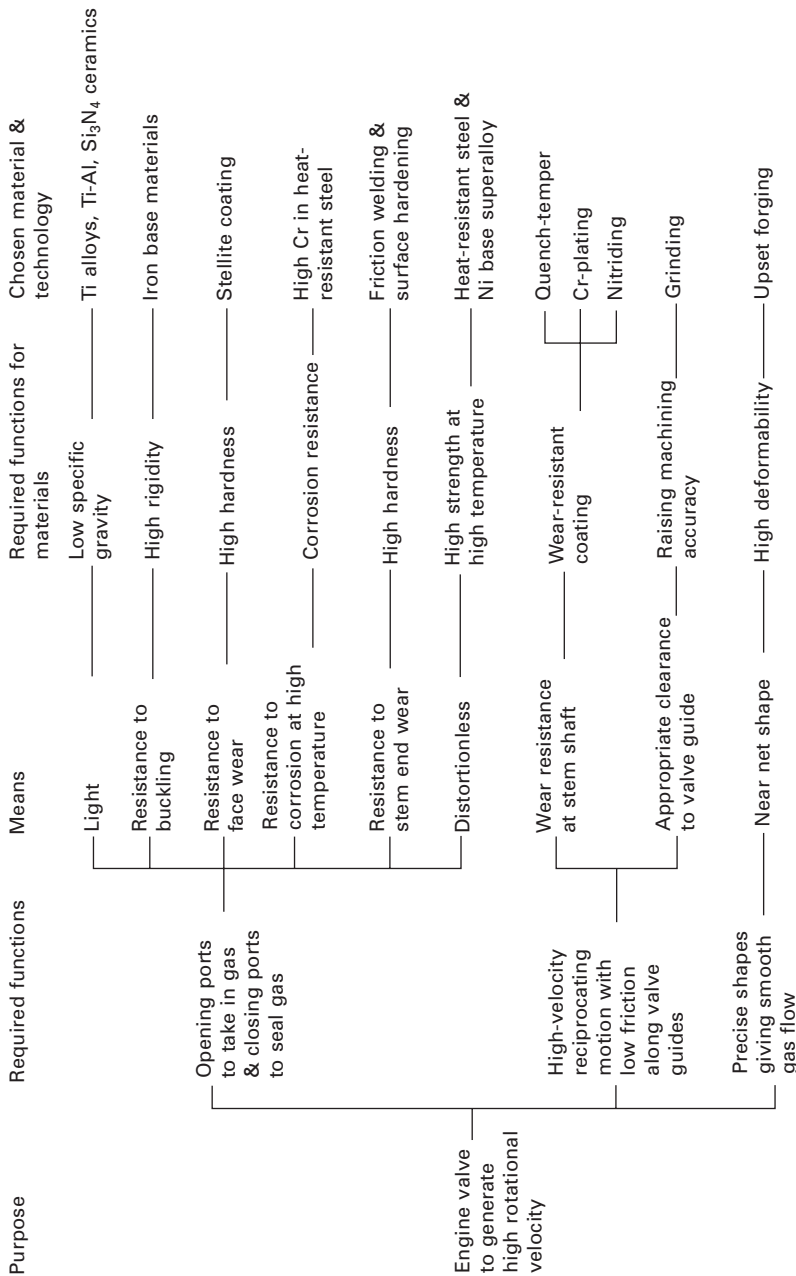 Purpose
Required functions
Means
Required functions for
materials
Chosen material &
technology
Engine valve
to generate
high rotational
velocity
Opening ports
to take in gas
& closing ports
to seal gas
Light
Low specific
gravity
Ti alloys, Ti-Al, Si₃N₄ ceramics
Resistance to
buckling
High rigidity
Iron base materials
Resistance to
face wear
High hardness
Stellite coating
Resistance to
corrosion at high
temperature
Corrosion resistance
High Cr in heat-
resistant steel
Resistance to
stem end wear
High hardness
Friction welding &
surface hardening
Distortionless
High strength at
high temperature
Heat-resistant steel &
Ni base superalloy
High-velocity
reciprocating
motion with
low friction
along valve
guides
Wear resistance
at stem shaft
Wear-resistant
coating
Quench-temper
Cr-plating
Nitriding
Appropriate clearance
to valve guide
Raising machining
accuracy
Grinding
Precise shapes
giving smooth
gas flow
Near net shape
High deformability
Upset forging